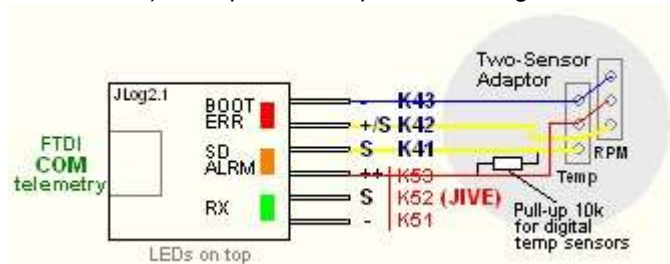 Two-Sensor
Adaptor
JLog2.1
BOOT
ERR
SD
ALRM
RX
FTDI
COM
telemetry
- K43
+/S K42
S K41
++ K53
S K52 (JIVE)
- K51
RPM
Temp
Pull-up 10k
for digital
temp sensors
LEDs on top